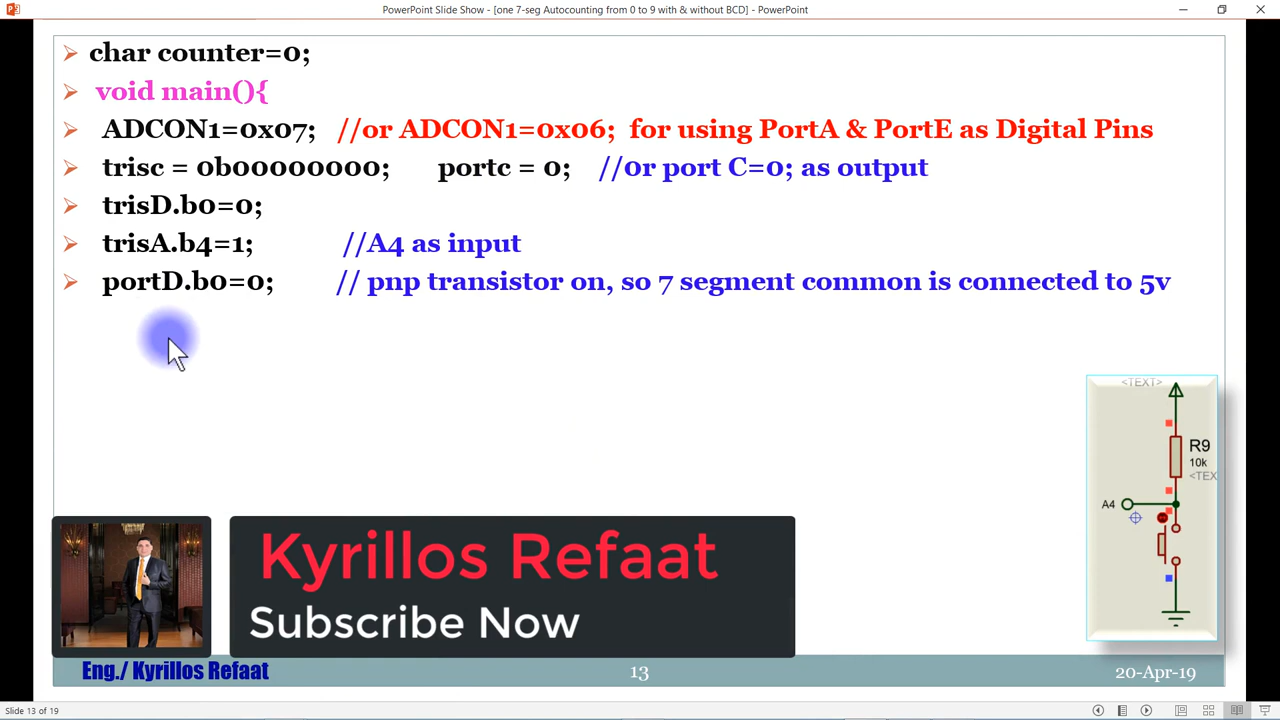 PowerPoint Slide Show - [one 7-seg Autocounting from 0 to 9 with & without BCD] - PowerPoint
char counter=0;
void main(){
ADCON1=0x07; //or ADCON1=0x06; for using PortA & PortE as Digital Pins
trisc = 0b00000000; portc = 0; //0r port C=0; as output
trisD.b0=0;
trisA.b4=1; //A4 as input
portD.b0=0; // pnp transistor on, so 7 segment common is connected to 5v
<TEXT>
R9
10k
<TEX
A4
Kyrillos Refaat
Subscribe Now
Eng./ Kyrillos Refaat 13 20-Apr-19
Slide 13 of 19